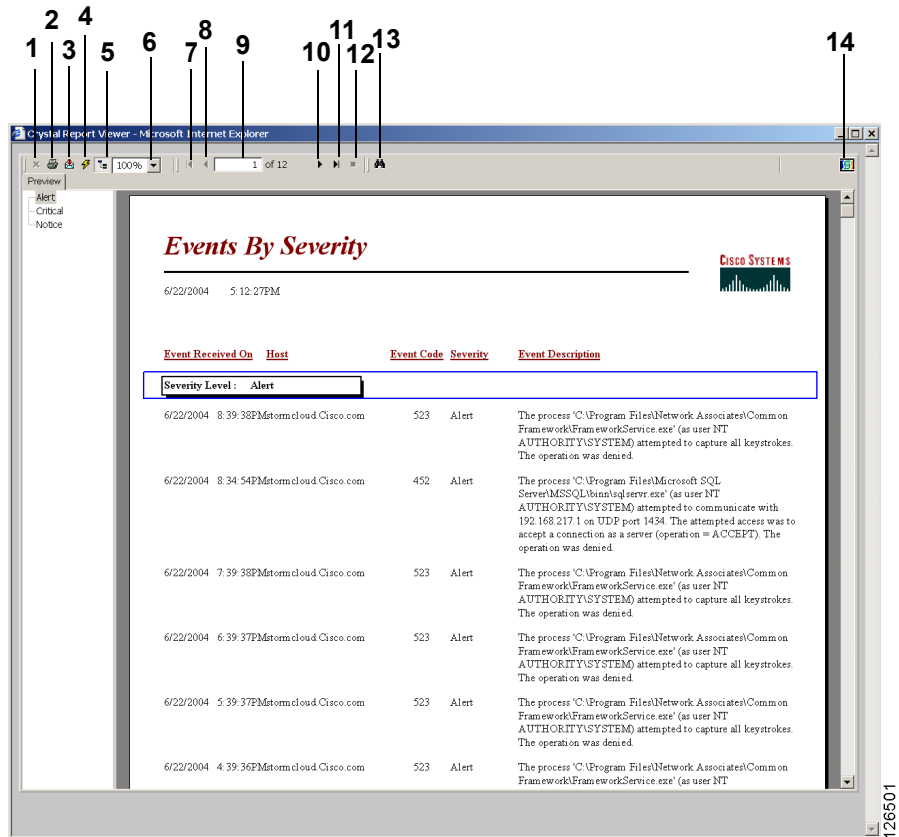 2 4 8 11
1 3 5 6 7 9 10 12 13 14
Crystal Report Viewer - Microsoft Internet Explorer
100% 1 of 12
Preview
Alert
Critical
Notice
Events By Severity
CISCO SYSTEMS
6/22/2004 5:12:27PM
Event Received On Host Event Code Severity Event Description
Severity Level : Alert
6/22/2004 8:39:38PMstormcloud.Cisco.com 523 Alert The process 'C:\Program Files\Network Associates\Common
Framework\FrameworkService.exe' (as user NT
AUTHORITY\SYSTEM) attempted to capture all keystrokes.
The operation was denied.
6/22/2004 8:34:54PMstormcloud.Cisco.com 452 Alert The process 'C:\Program Files\Microsoft SQL
Server\MSSQL\binn\sqlservr.exe' (as user NT
AUTHORITY\SYSTEM) attempted to communicate with
192.168.217.1 on UDP port 1434. The attempted access was to
accept a connection as a server (operation = ACCEPT). The
operation was denied.
6/22/2004 7:39:38PMstormcloud.Cisco.com 523 Alert The process 'C:\Program Files\Network Associates\Common
Framework\FrameworkService.exe' (as user NT
AUTHORITY\SYSTEM) attempted to capture all keystrokes.
The operation was denied.
6/22/2004 6:39:37PMstormcloud.Cisco.com 523 Alert The process 'C:\Program Files\Network Associates\Common
Framework\FrameworkService.exe' (as user NT
AUTHORITY\SYSTEM) attempted to capture all keystrokes.
The operation was denied.
6/22/2004 5:39:37PMstormcloud.Cisco.com 523 Alert The process 'C:\Program Files\Network Associates\Common
Framework\FrameworkService.exe' (as user NT
AUTHORITY\SYSTEM) attempted to capture all keystrokes.
The operation was denied.
6/22/2004 4:39:36PMstormcloud.Cisco.com 523 Alert The process 'C:\Program Files\Network Associates\Common
Framework\FrameworkService.exe' (as user NT
126501